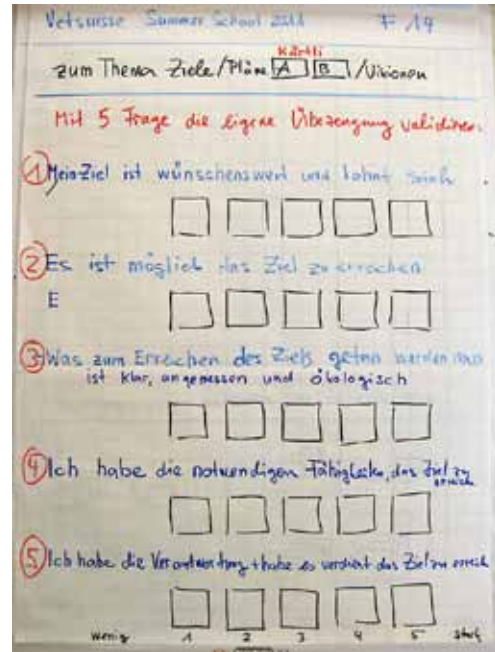 Vetsuisse Summer School 2011 F 19
Kärtli
zum Thema Ziele/Pläne A B /Visionen
Mit 5 Frage die eigene Überzeugung validieren.
1 Mein Ziel ist wünschenswert und lohnt sich
2 Es ist möglich das Ziel zu erreichen
E
3 Was zum Erreichen des Ziels getan werden muss
ist klar, angemessen und ökologisch
4 Ich habe die notwendigen Fähigkeiten, das Ziel zu
erreich
5 Ich habe die Verantwortung + habe es verdient das Ziel zu erreich
wenig 1 2 3 4 5 stark